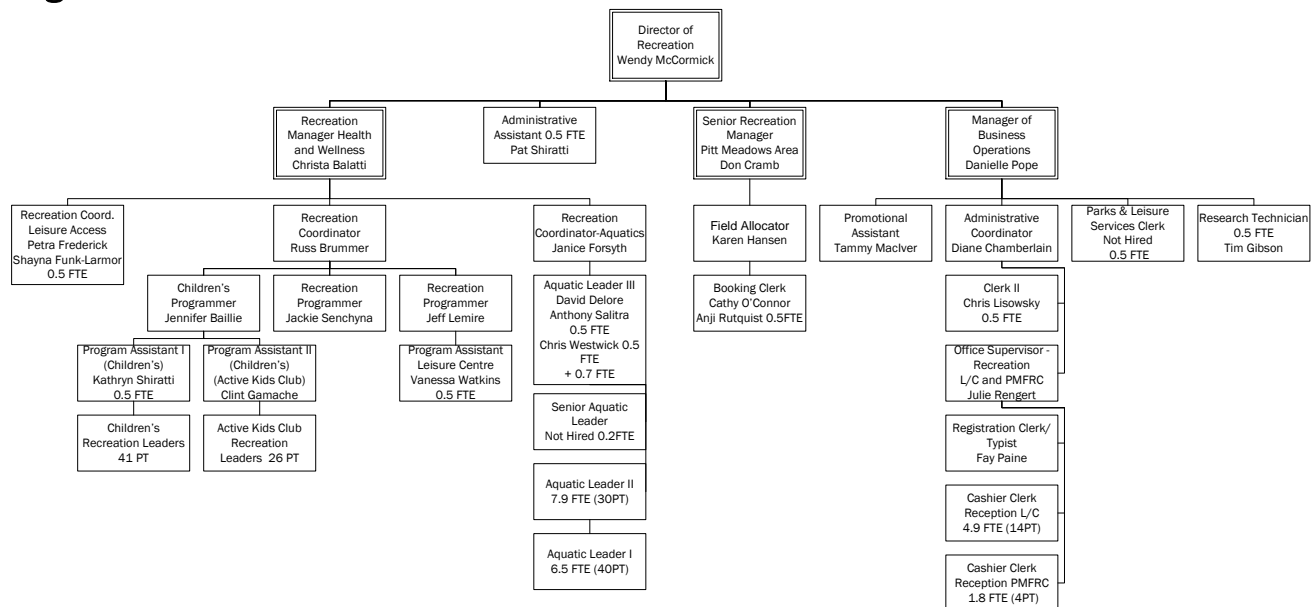 Director of
Recreation
Wendy McCormick
Recreation
Manager Health
and Wellness
Christa Balatti
Administrative
Assistant 0.5 FTE
Pat Shiratti
Senior Recreation
Manager
Pitt Meadows Area
Don Cramb
Manager of
Business
Operations
Danielle Pope
Recreation Coord.
Leisure Access
Petra Frederick
Shayna Funk-Larmor
0.5 FTE
Recreation
Coordinator
Russ Brummer
Recreation
Coordinator-Aquatics
Janice Forsyth
Field Allocator
Karen Hansen
Promotional
Assistant
Tammy MacIver
Administrative
Coordinator
Diane Chamberlain
Parks & Leisure
Services Clerk
Not Hired
0.5 FTE
Research Technician
0.5 FTE
Tim Gibson
Children's
Programmer
Jennifer Baillie
Recreation
Programmer
Jackie Senchyna
Recreation
Programmer
Jeff Lemire
Aquatic Leader III
David Delore
Anthony Salitra
0.5 FTE
Chris Westwick 0.5
FTE
+ 0.7 FTE
Booking Clerk
Cathy O'Connor
Anji Rutquist 0.5FTE
Clerk II
Chris Lisowsky
0.5 FTE
Program Assistant I
(Children's)
Kathryn Shiratti
0.5 FTE
Program Assistant II
(Children's)
(Active Kids Club)
Clint Gamache
Program Assistant
Leisure Centre
Vanessa Watkins
0.5 FTE
Office Supervisor -
Recreation
L/C and PMFRC
Julie Rengert
Children's
Recreation Leaders
41 PT
Active Kids Club
Recreation
Leaders 26 PT
Senior Aquatic
Leader
Not Hired 0.2FTE
Registration Clerk/
Typist
Fay Paine
Aquatic Leader II
7.9 FTE (30PT)
Cashier Clerk
Reception L/C
4.9 FTE (14PT)
Aquatic Leader I
6.5 FTE (40PT)
Cashier Clerk
Reception PMFRC
1.8 FTE (4PT)